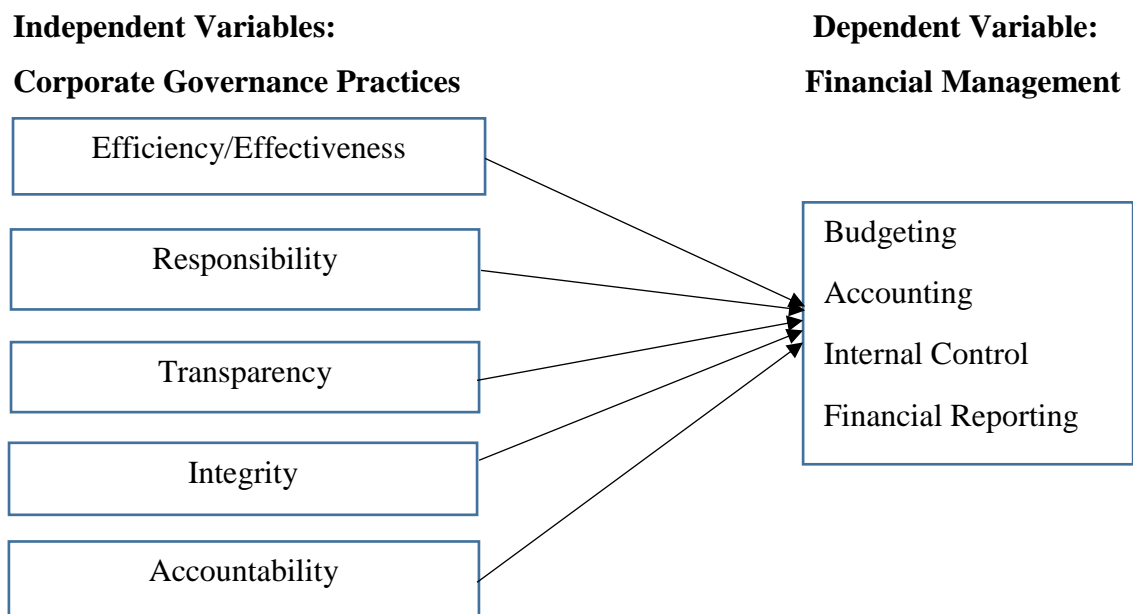 Independent Variables:
Corporate Governance Practices
Dependent Variable:
Financial Management
Efficiency/Effectiveness
Responsibility
Transparency
Integrity
Accountability
Budgeting
Accounting
Internal Control
Financial Reporting